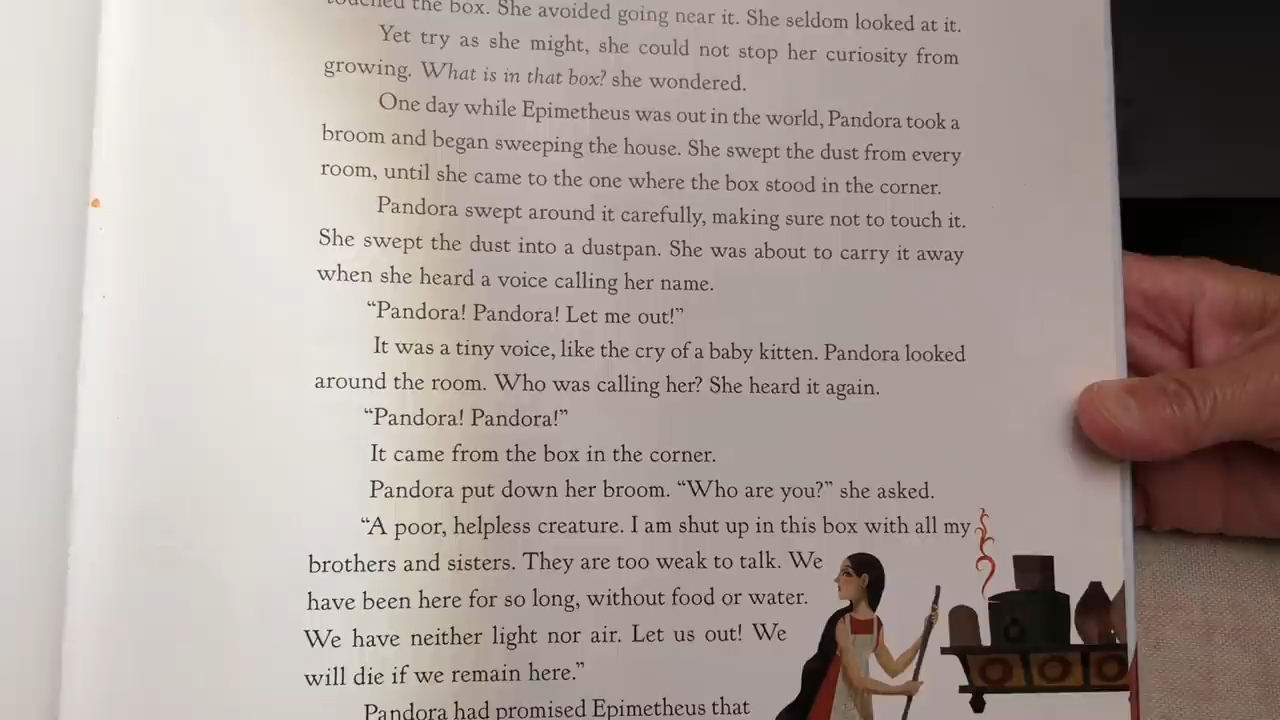 touched the box. She avoided going near it. She seldom looked at it.
Yet try as she might, she could not stop her curiosity from
growing. What is in that box? she wondered.
One day while Epimetheus was out in the world, Pandora took a
broom and began sweeping the house. She swept the dust from every
room, until she came to the one where the box stood in the corner.
Pandora swept around it carefully, making sure not to touch it.
She swept the dust into a dustpan. She was about to carry it away
when she heard a voice calling her name.
“Pandora! Pandora! Let me out!”
It was a tiny voice, like the cry of a baby kitten. Pandora looked
around the room. Who was calling her? She heard it again.
“Pandora! Pandora!”
It came from the box in the corner.
Pandora put down her broom. “Who are you?” she asked.
“A poor, helpless creature. I am shut up in this box with all my
brothers and sisters. They are too weak to talk. We
have been here for so long, without food or water.
We have neither light nor air. Let us out! We
will die if we remain here.”
Pandora had promised Epimetheus that